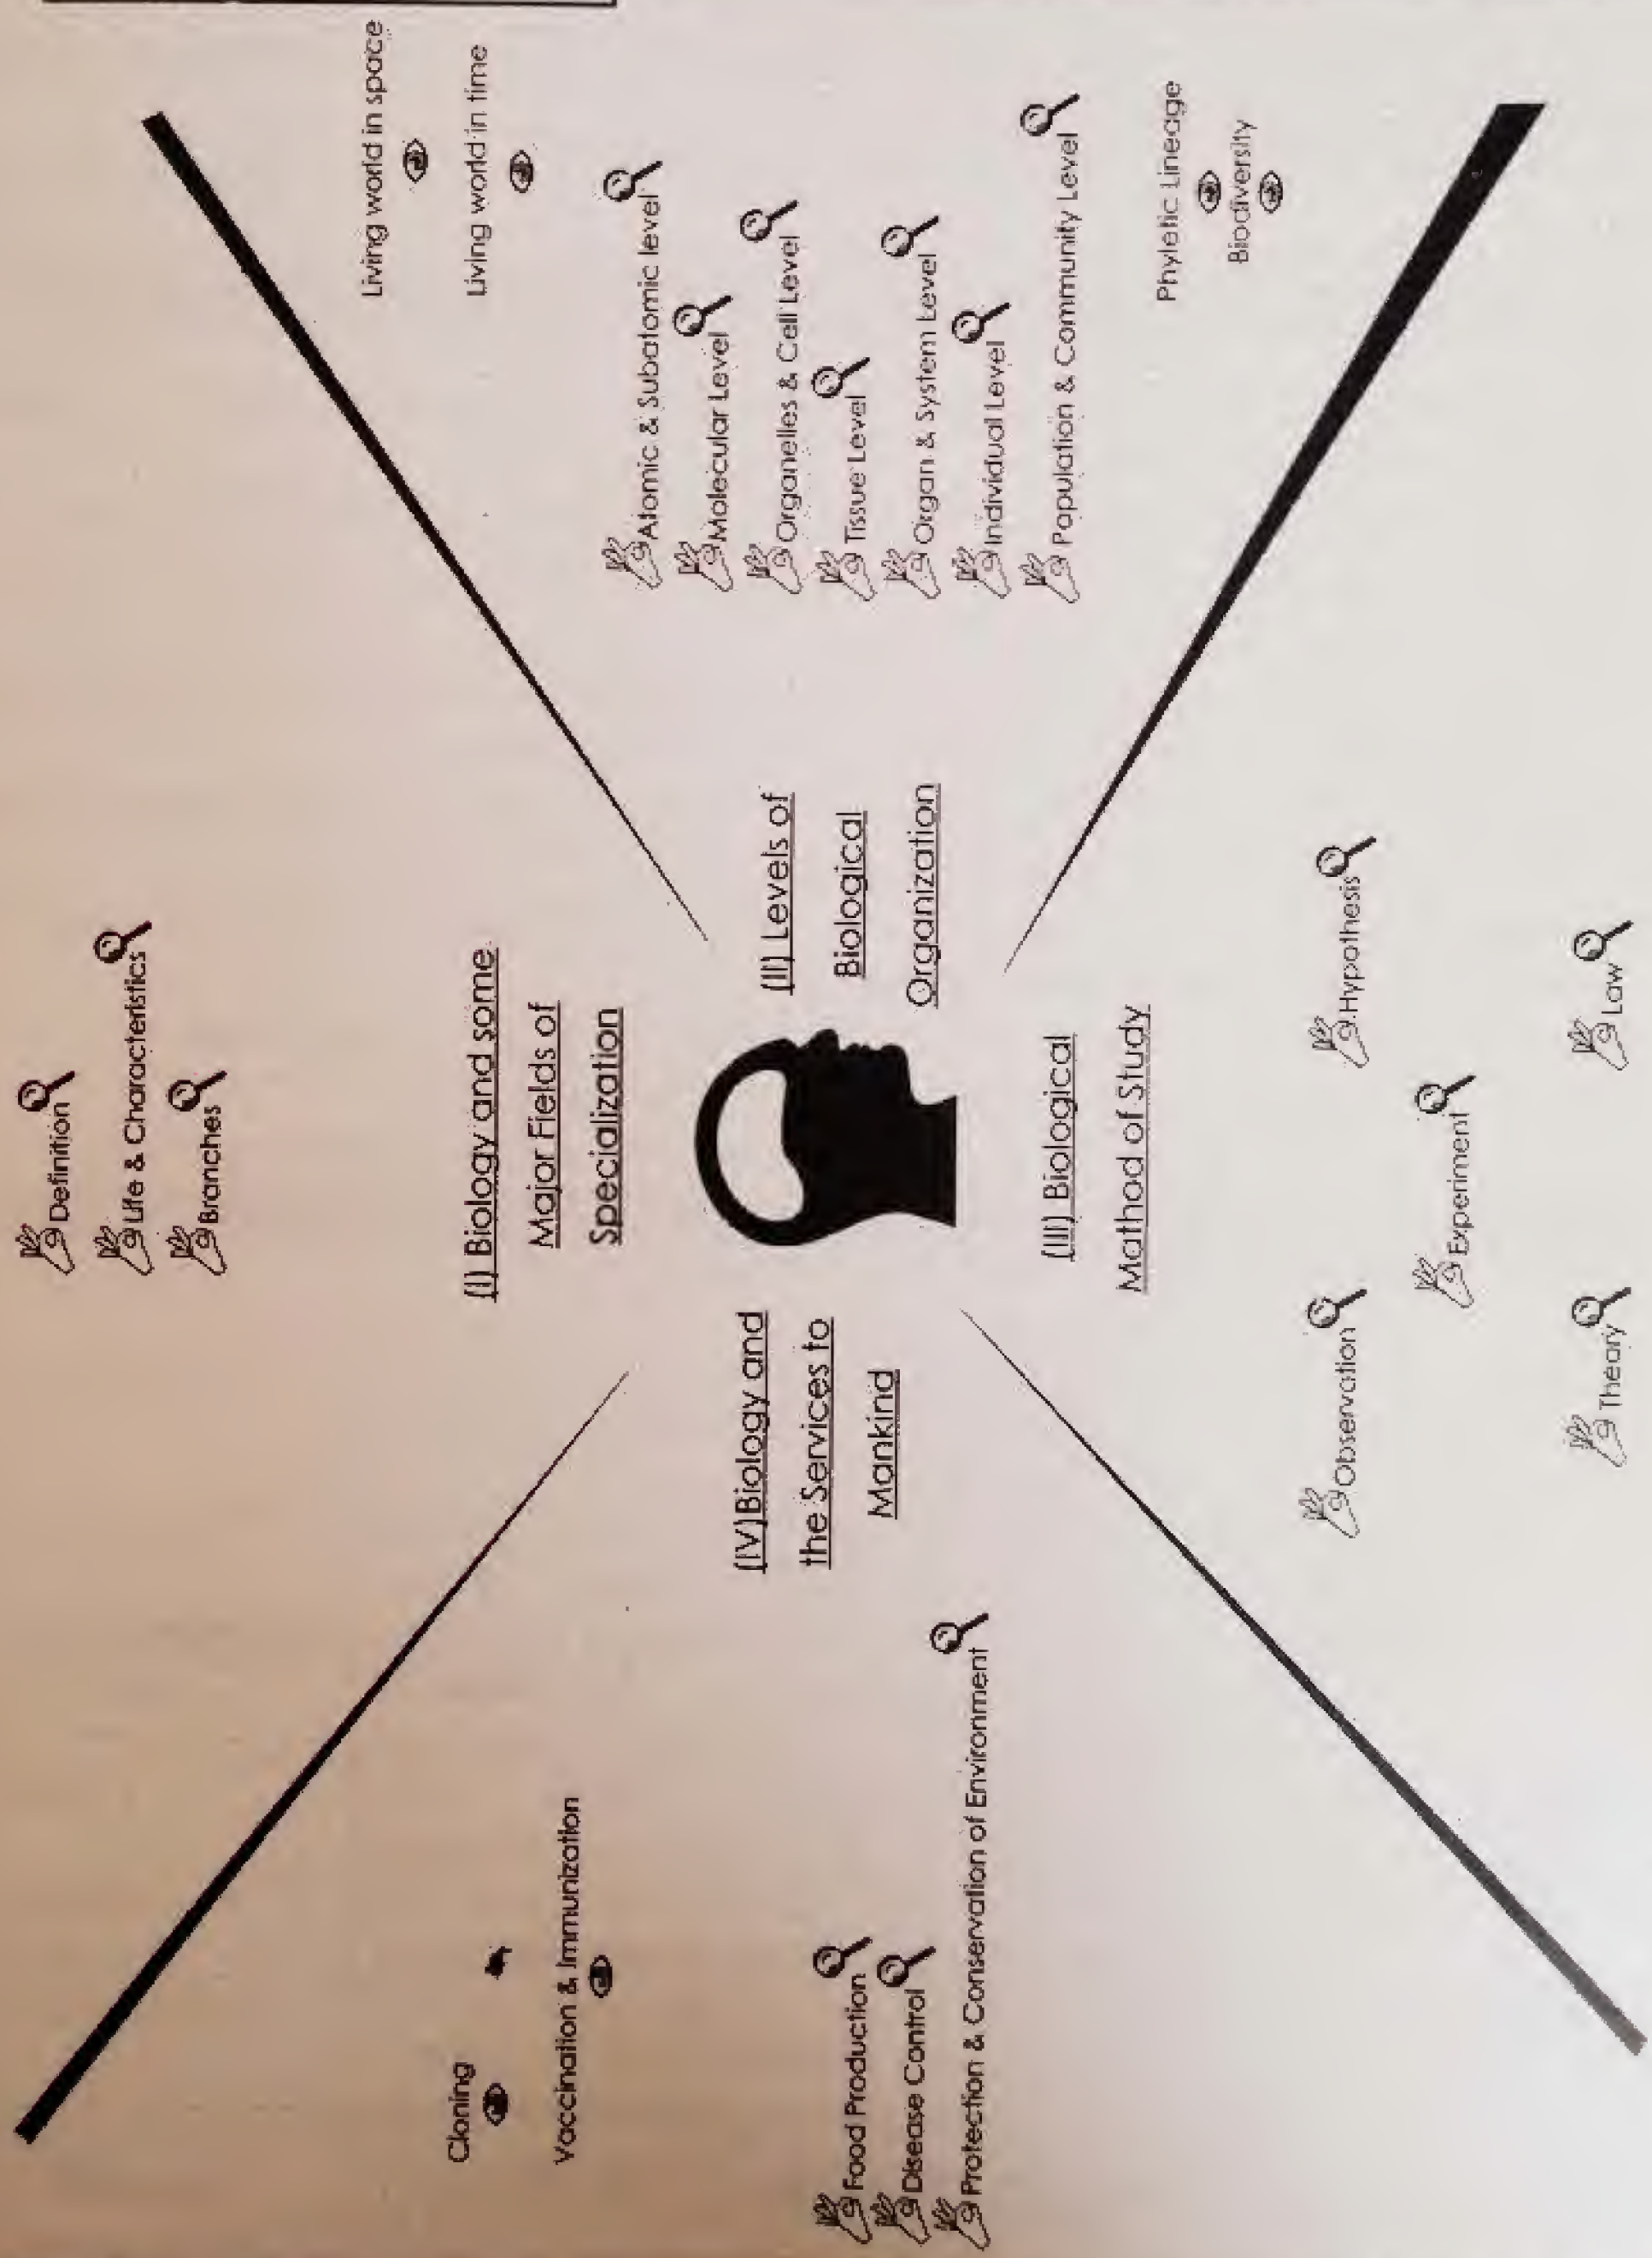 Definition
Life & Characteristics
Branches
(I) Biology and some
Major Fields of
Specialization
Living world in space
Living world in time
(II) Levels of
Biological
Organization
Atomic & Subatomic level
Molecular Level
Organelles & Cell Level
Tissue Level
Organ & System Level
Individual Level
Population & Community Level
Phyletic Lineage
Biodiversity
(III) Biological
Mathod of Study
Observation
Hypothesis
Experiment
Theory
Law
(IV)Biology and
the Services to
Mankind
Cloning
Vaccination & Immunization
Food Production
Disease Control
Protection & Conservation of Environment